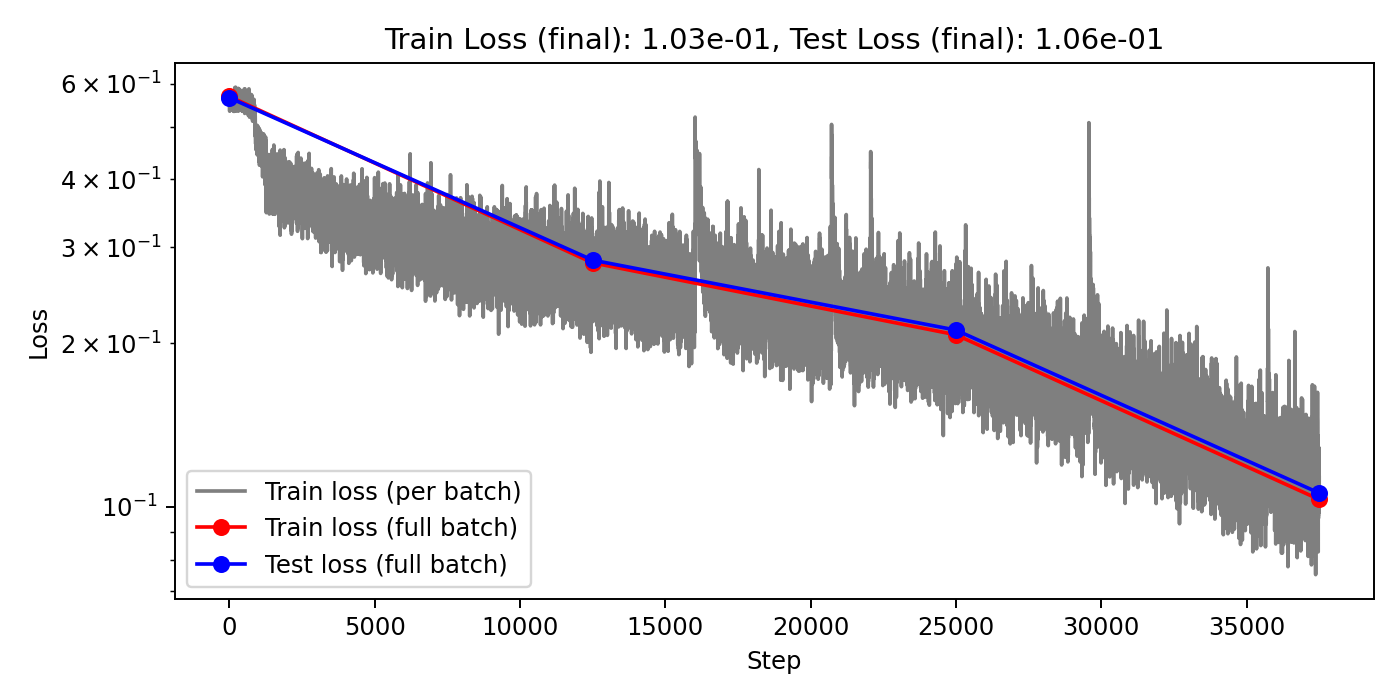 Train Loss (final): 1.03e-01, Test Loss (final): 1.06e-01
6 × 10⁻¹
4 × 10⁻¹
3 × 10⁻¹
2 × 10⁻¹
10⁻¹
Loss
Train loss (per batch)
Train loss (full batch)
Test loss (full batch)
0 5000 10000 15000 20000 25000 30000 35000
Step